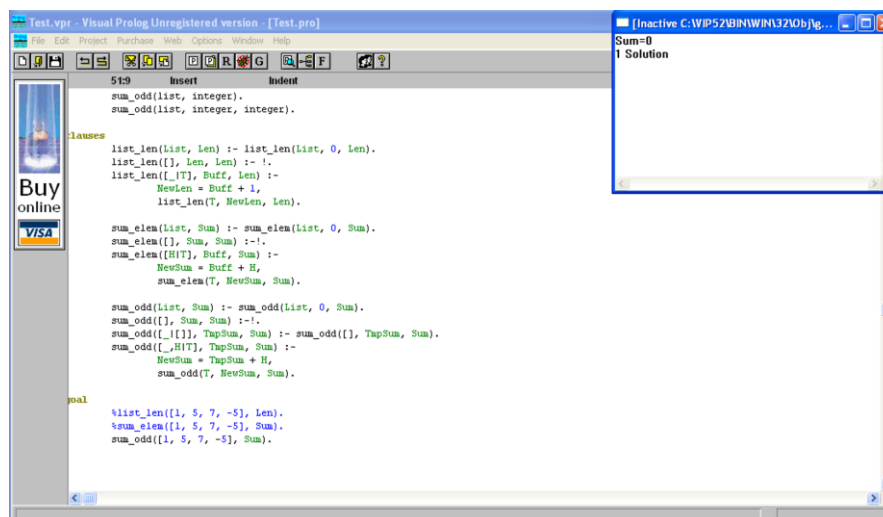 Test.vpr - Visual Prolog Unregistered version - [Test.pro]
File Edit Project Purchase Web Options Window Help
R G F ?
51:9 Insert Indent
sum_odd(list, integer).
sum_odd(list, integer, integer).
clauses
list_len(List, Len) :- list_len(List, 0, Len).
list_len([], Len, Len) :- !.
list_len([_|T], Buff, Len) :-
NewLen = Buff + 1,
list_len(T, NewLen, Len).
sum_elem(List, Sum) :- sum_elem(List, 0, Sum).
sum_elem([], Sum, Sum) :-!.
sum_elem([H|T], Buff, Sum) :-
NewSum = Buff + H,
sum_elem(T, NewSum, Sum).
sum_odd(List, Sum) :- sum_odd(List, 0, Sum).
sum_odd([], Sum, Sum) :-!.
sum_odd([_|[]], TmpSum, Sum) :- sum_odd([], TmpSum, Sum).
sum_odd([_,H|T], TmpSum, Sum) :-
NewSum = TmpSum + H,
sum_odd(T, NewSum, Sum).
goal
%list_len([1, 5, 7, -5], Len).
%sum_elem([1, 5, 7, -5], Sum).
sum_odd([1, 5, 7, -5], Sum).
Buy
online
VISA
[Inactive C:\VIP52\BIN\WIN\32\Obj\g...
Sum=0
1 Solution